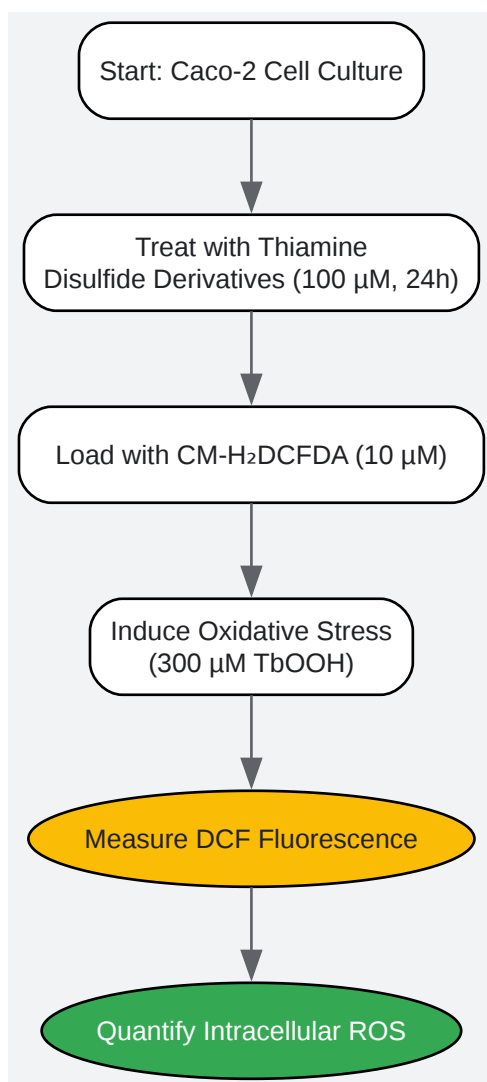 Start: Caco-2 Cell Culture
Treat with Thiamine
Disulfide Derivatives (100 µM, 24h)
Load with CM-H₂DCFDA (10 µM)
Induce Oxidative Stress
(300 µM TbOOH)
Measure DCF Fluorescence
Quantify Intracellular ROS